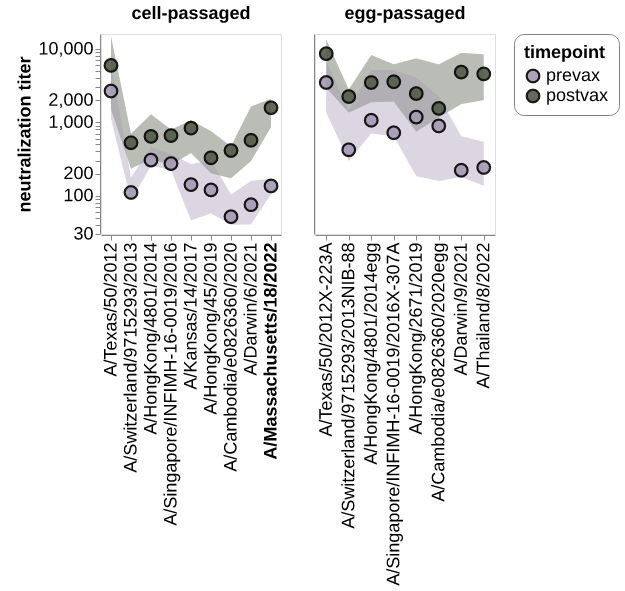 cell-passaged
egg-passaged
neutralization titer
10,000
2,000
1,000
200
100
30
A/Texas/50/2012
A/Switzerland/9715293/2013
A/HongKong/4801/2014
A/Singapore/INFIMH-16-0019/2016
A/Kansas/14/2017
A/HongKong/45/2019
A/Cambodia/e0826360/2020
A/Darwin/6/2021
A/Massachusetts/18/2022
A/Texas/50/2012X-223A
A/Switzerland/9715293/2013NIB-88
A/HongKong/4801/2014egg
A/Singapore/INFIMH-16-0019/2016X-307A
A/HongKong/2671/2019
A/Cambodia/e0826360/2020egg
A/Darwin/9/2021
A/Thailand/8/2022
timepoint
prevax
postvax